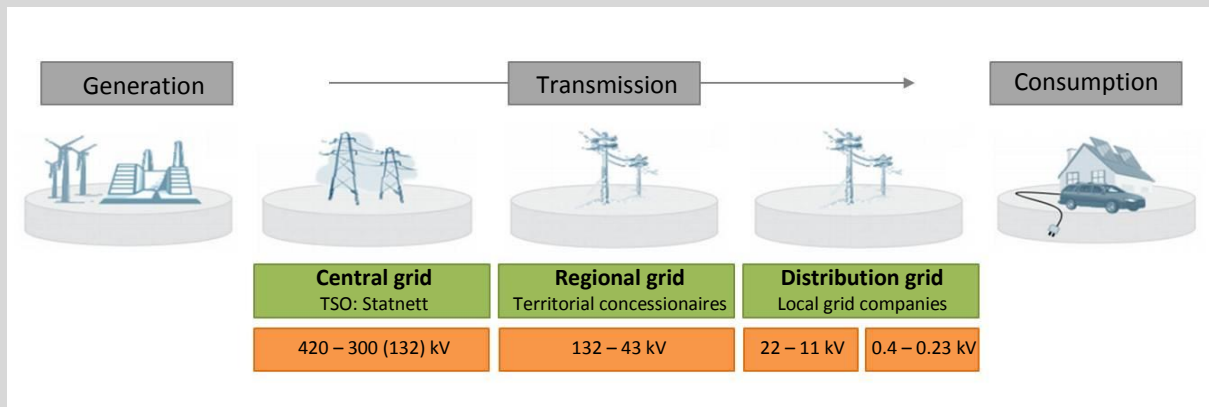 Generation
Transmission
Consumption
Central grid
TSO: Statnett
Regional grid
Territorial concessionaires
Distribution grid
Local grid companies
420 – 300 (132) kV
132 – 43 kV
22 – 11 kV
0.4 – 0.23 kV